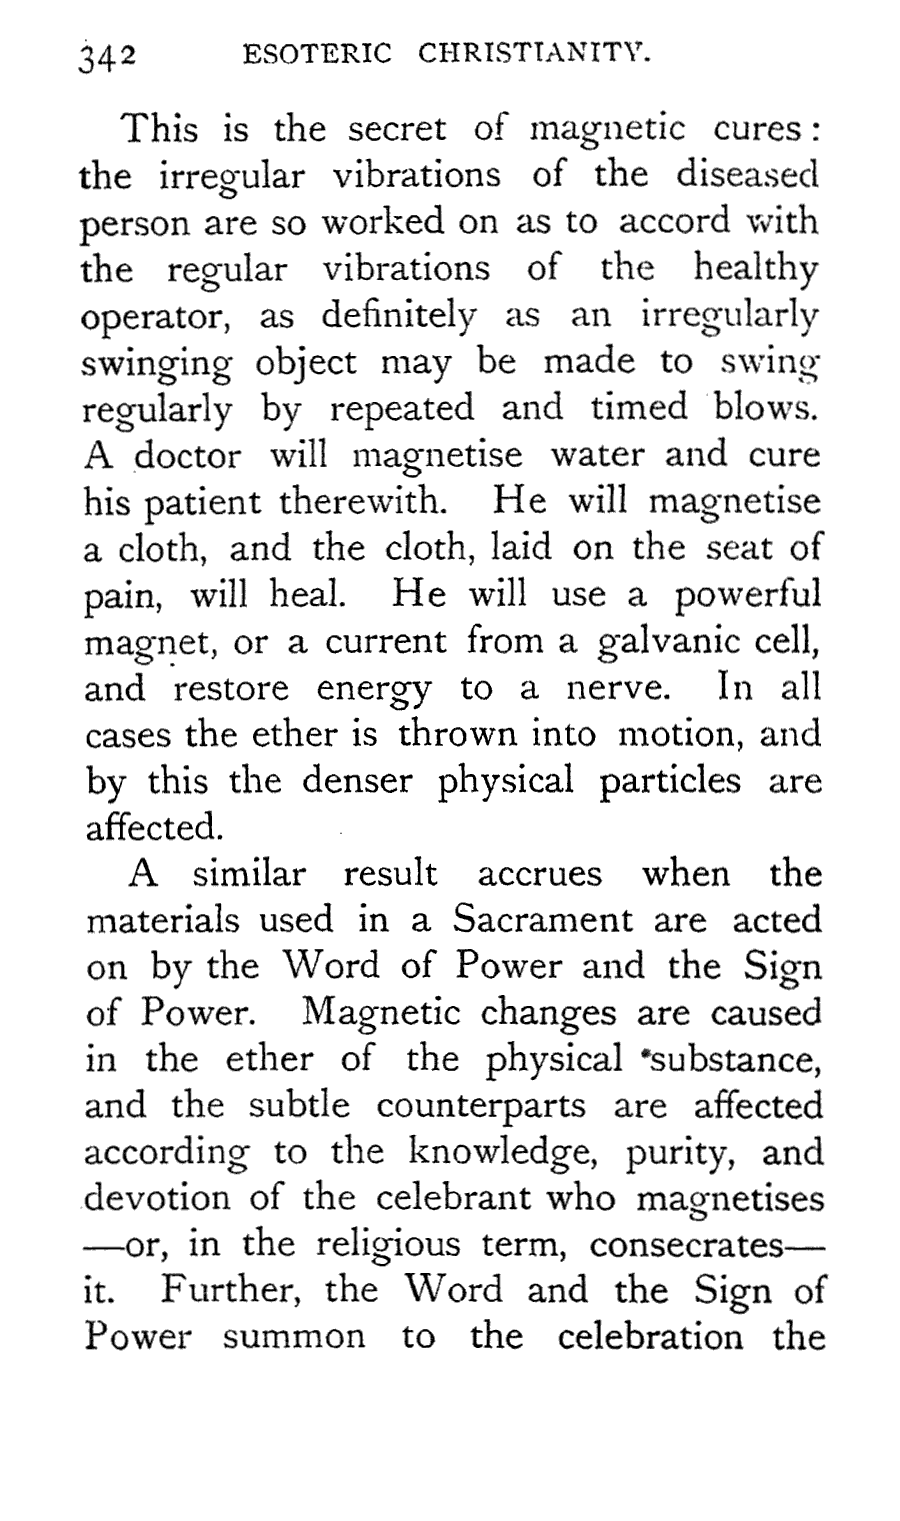 342 ESOTERIC CHRISTIANITY.
This is the secret of magnetic cures :
the irregular vibrations of the diseased
person are so worked on as to accord with
the regular vibrations of the healthy
operator, as definitely as an irregularly
swinging object may be made to swing
regularly by repeated and timed blows.
A doctor will magnetise water and cure
his patient therewith. He will magnetise
a cloth, and the cloth, laid on the seat of
pain, will heal. He will use a powerful
magnet, or a current from a galvanic cell,
and restore energy to a nerve. In all
cases the ether is thrown into motion, and
by this the denser physical particles are
affected.
A similar result accrues when the
materials used in a Sacrament are acted
on by the Word of Power and the Sign
of Power. Magnetic changes are caused
in the ether of the physical substance,
and the subtle counterparts are affected
according to the knowledge, purity, and
devotion of the celebrant who magnetises
—or, in the religious term, consecrates—
it. Further, the Word and the Sign of
Power summon to the celebration the